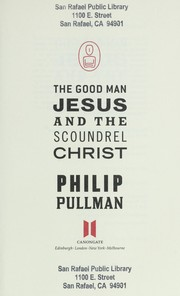 San Rafael Public Library
1100 E. Street
San Rafael, CA 94901
THE GOOD MAN
JESUS
AND THE
SCOUNDREL
CHRIST
PHILIP
PULLMAN
CANONGATE
Edinburgh · London · New York · Melbourne
San Rafael Public Library
1100 E. Street
San Rafael, CA 94901